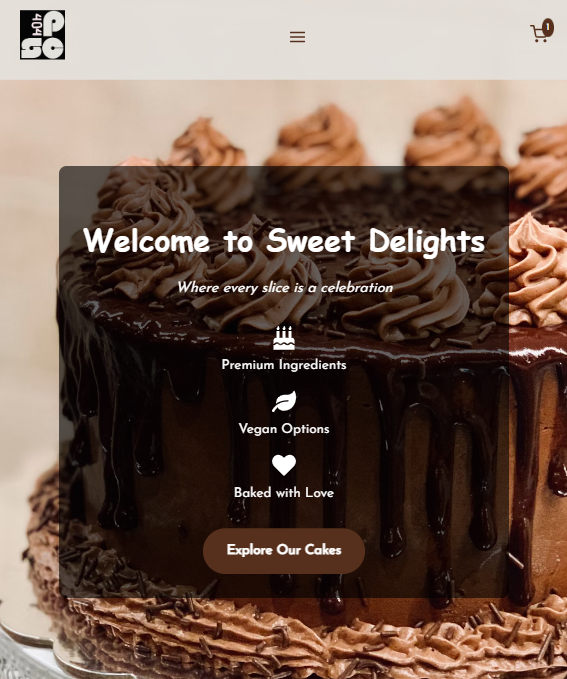 404
PSC
1
Welcome to Sweet Delights
Where every slice is a celebration
Premium Ingredients
Vegan Options
Baked with Love
Explore Our Cakes